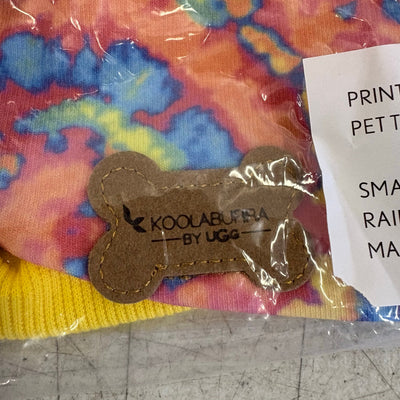 KOOLABURRA
BY UGG
PRINT
PET T
SMA
RAI
MA